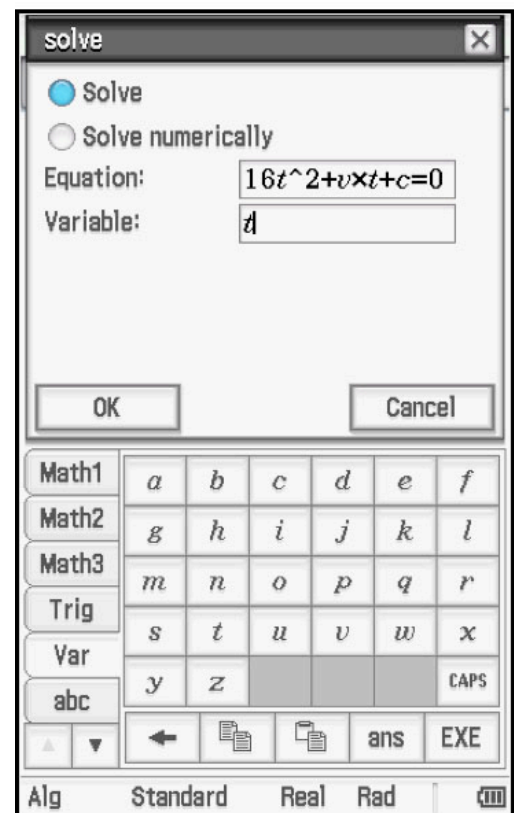 solve
Solve
Solve numerically
Equation: 16t^2+v×t+c=0
Variable: t
OK Cancel
Math1 a b c d e f
Math2 g h i j k l
Math3 m n o p q r
Trig s t u v w x
Var y z CAPS
abc ans EXE
Alg Standard Real Rad